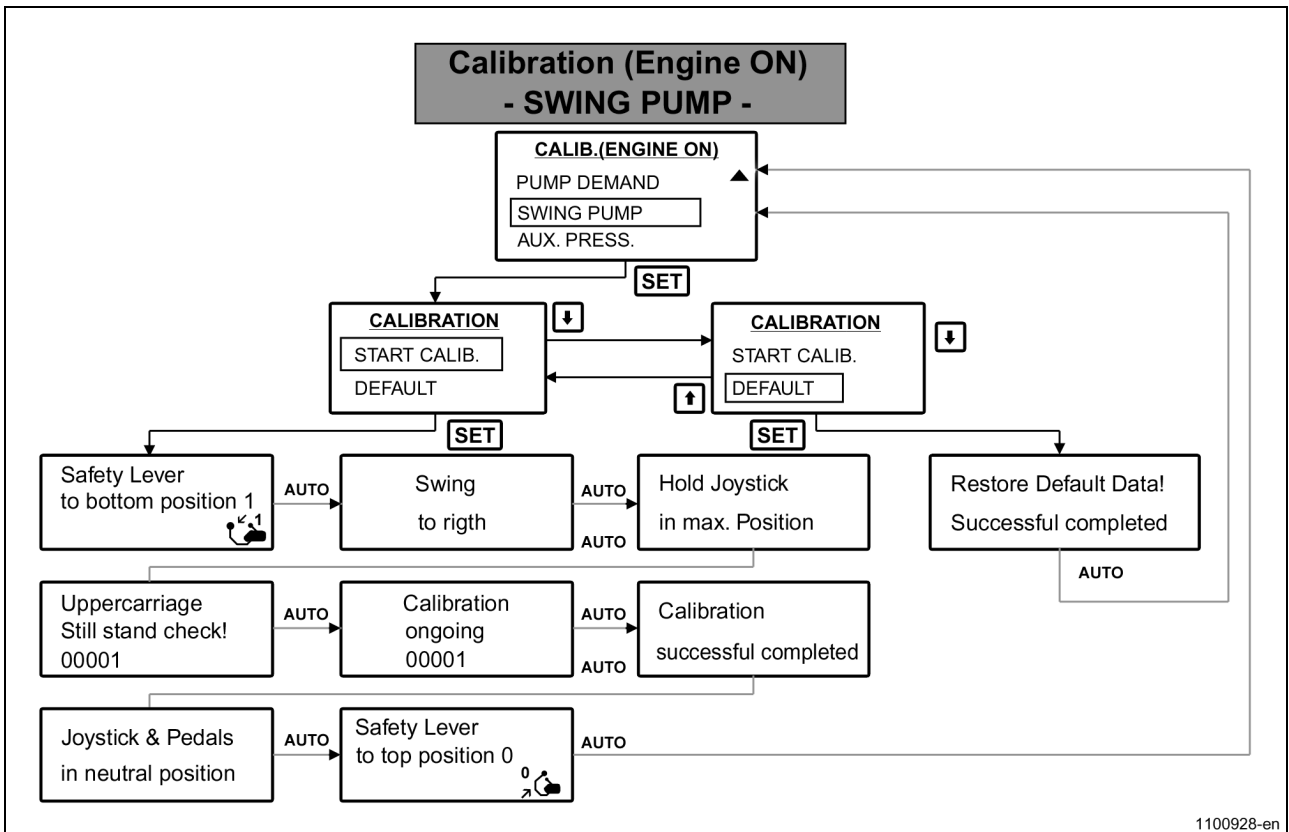 Calibration (Engine ON)
- SWING PUMP -
CALIB.(ENGINE ON)
PUMP DEMAND
SWING PUMP
AUX. PRESS.
SET
CALIBRATION
START CALIB.
DEFAULT
CALIBRATION
START CALIB.
DEFAULT
SET
SET
Safety Lever
to bottom position 1
1
AUTO
Swing
to rigth
AUTO
AUTO
Hold Joystick
in max. Position
Restore Default Data!
Successful completed
AUTO
Uppercarriage
Still stand check!
00001
AUTO
Calibration
ongoing
00001
AUTO
AUTO
Calibration
successful completed
Joystick & Pedals
in neutral position
AUTO
Safety Lever
to top position 0
0
AUTO
1100928-en